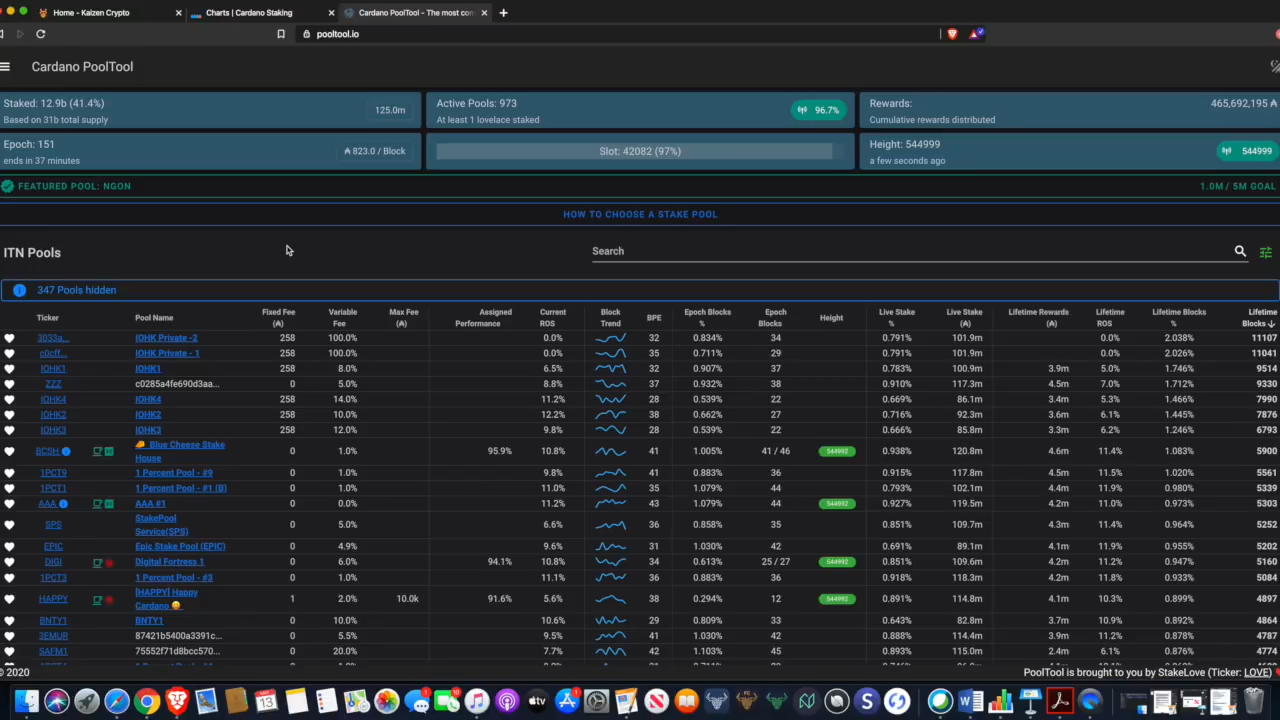 Home - Kaizen Crypto
Charts | Cardano Staking
Cardano PoolTool - The most con
pooltool.io
Cardano PoolTool
Staked: 12.9b (41.4%)
Based on 31b total supply
125.0m
Active Pools: 973
At least 1 lovelace staked
96.7%
Rewards:
Cumulative rewards distributed
465,692,195 ₳
Epoch: 151
ends in 37 minutes
₳ 823.0 / Block
Slot: 42082 (97%)
Height: 544999
a few seconds ago
544999
FEATURED POOL: NGON
1.0M / 5M GOAL
HOW TO CHOOSE A STAKE POOL
ITN Pools
Search
347 Pools hidden
Ticker Pool Name Fixed Fee (₳) Variable Fee Max Fee (₳) Assigned Performance Current ROS Block Trend BPE Epoch Blocks % Epoch Blocks Height Live Stake % Live Stake (₳) Lifetime Rewards (₳) Lifetime ROS Lifetime Blocks % Lifetime Blocks
3033a... IOHK Private -2 258 100.0% 0.0% 32 0.834% 34 0.791% 101.9m 0.0% 2.038% 11107
c0cff... IOHK Private - 1 258 100.0% 0.0% 35 0.711% 29 0.791% 101.9m 0.0% 2.026% 11041
IOHK1 IOHK1 258 8.0% 6.5% 32 0.907% 37 0.783% 100.9m 3.9m 5.0% 1.746% 9514
ZZZ c0285a4fe690d3aa... 0 5.0% 8.8% 37 0.932% 38 0.910% 117.3m 4.5m 7.0% 1.712% 9330
IOHK4 IOHK4 258 14.0% 11.2% 28 0.539% 22 0.669% 86.1m 3.4m 5.3% 1.466% 7990
IOHK2 IOHK2 258 10.0% 12.2% 38 0.662% 27 0.716% 92.3m 3.6m 6.1% 1.445% 7876
IOHK3 IOHK3 258 12.0% 9.8% 28 0.539% 22 0.666% 85.8m 3.3m 6.2% 1.246% 6793
BCSH 🧀 Blue Cheese Stake House 0 1.0% 95.9% 10.8% 41 1.005% 41 / 46 544992 0.938% 120.8m 4.6m 11.4% 1.083% 5900
1PCT9 1 Percent Pool - #9 0 1.0% 9.8% 41 0.883% 36 0.915% 117.8m 4.4m 11.5% 1.020% 5561
1PCT1 1 Percent Pool - #1 (B) 0 1.0% 11.0% 35 1.079% 44 0.793% 102.1m 4.4m 11.9% 0.980% 5339
AAA AAA #1 0 0.0% 11.2% 43 1.079% 44 544992 0.927% 119.5m 4.2m 11.0% 0.973% 5303
SPS StakePool Service(SPS) 0 5.0% 6.6% 36 0.858% 35 0.851% 109.7m 4.3m 11.4% 0.964% 5252
EPIC Epic Stake Pool (EPIC) 0 4.9% 9.6% 31 1.030% 42 0.691% 89.1m 4.1m 11.9% 0.955% 5202
DIGI Digital Fortress 1 0 6.0% 94.1% 10.8% 34 0.613% 25 / 27 544992 0.851% 109.6m 4.2m 11.2% 0.947% 5160
1PCT3 1 Percent Pool - #3 0 1.0% 11.1% 36 0.883% 36 0.918% 118.3m 4.2m 11.8% 0.933% 5084
HAPPY [HAPPY] Happy Cardano 😀 1 2.0% 10.0k 91.6% 5.6% 38 0.294% 12 544992 0.891% 114.8m 4.1m 10.3% 0.899% 4897
BNTY1 BNTY1 0 10.0% 10.6% 29 0.809% 33 0.643% 82.8m 3.7m 10.9% 0.892% 4864
3EMUR 87421b5400a3391c... 0 5.5% 9.5% 41 1.030% 42 0.888% 114.4m 3.9m 11.2% 0.878% 4787
SAFM1 75552f71d8bcc570... 0 20.0% 7.7% 42 1.103% 45 0.893% 115.0m 2.4m 6.1% 0.876% 4774
© 2020
PoolTool is brought to you by StakeLove (Ticker: LOVE)